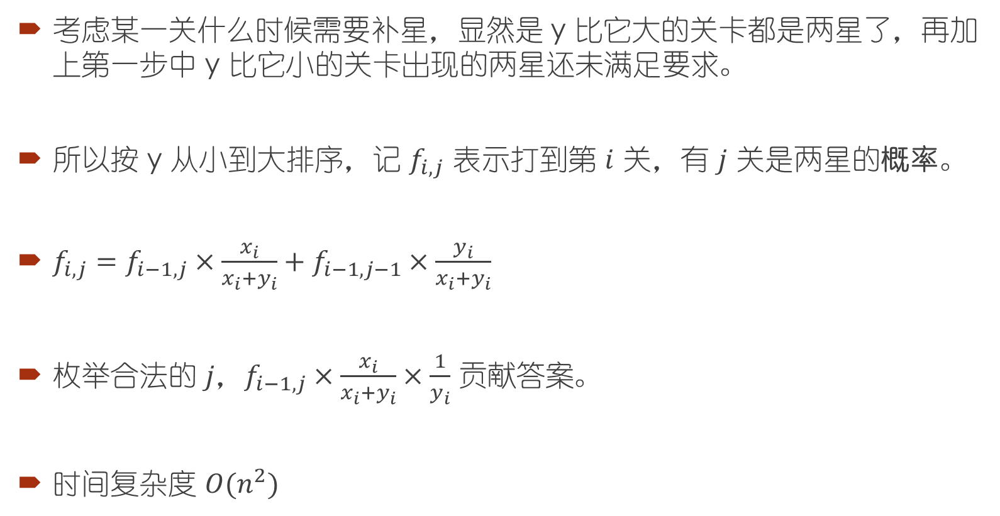 考虑某一关什么时候需要补星，显然是 y 比它大的关卡都是两星了，再加
上第一步中 y 比它小的关卡出现的两星还未满足要求。
所以按 y 从小到大排序，记 $f_{i,j}$ 表示打到第 $i$ 关，有 $j$ 关是两星的概率。
$f_{i,j} = f_{i-1,j} \times \frac{x_i}{x_i+y_i} + f_{i-1,j-1} \times \frac{y_i}{x_i+y_i}$
枚举合法的 $j$，$f_{i-1,j} \times \frac{x_i}{x_i+y_i} \times \frac{1}{y_i}$ 贡献答案。
时间复杂度 $O(n^2)$